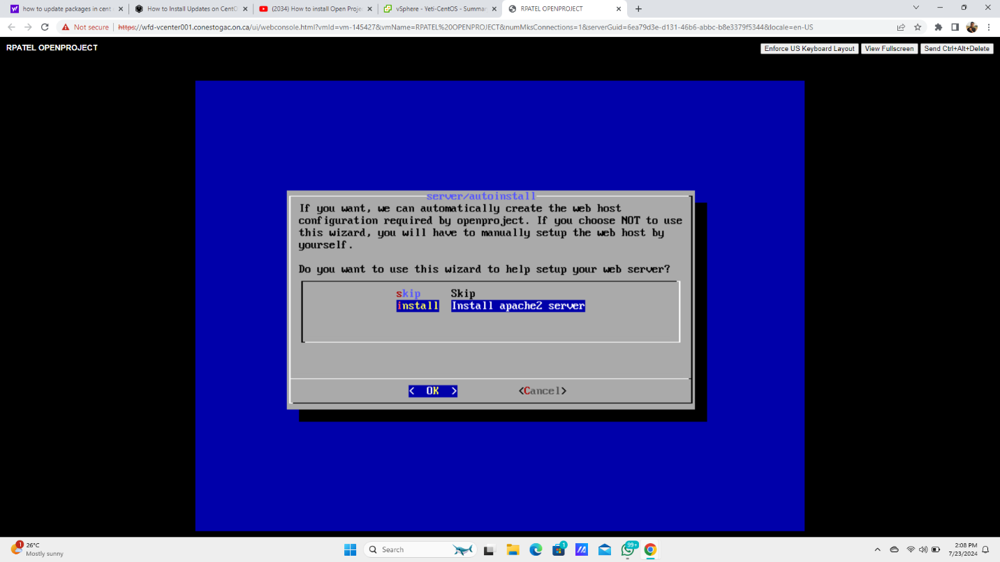 how to update packages in cent
How to Install Updates on CentO
(2034) How to install Open Proje
vSphere - Yeti-CentOS - Summar
RPATEL OPENPROJECT
Not secure
https://wfd-vcenter001.conestogac.on.ca/ui/webconsole.html?vmId=vm-145427&vmName=RPATEL%20OPENPROJECT&numMksConnections=1&serverGuid=6ea79d3e-d131-46b6-abbc-b8e3379f5344&locale=en-US
RPATEL OPENPROJECT
Enforce US Keyboard Layout
View Fullscreen
Send Ctrl+Alt+Delete
server/autoinstall
If you want, we can automatically create the web host
configuration required by openproject. If you choose NOT to use
this wizard, you will have to manually setup the web host by
yourself.
Do you want to use this wizard to help setup your web server?
skip Skip
install Install apache2 server
< OK > <Cancel>
1
26°C
Mostly sunny
Search
1
99+
2:08 PM
7/23/2024